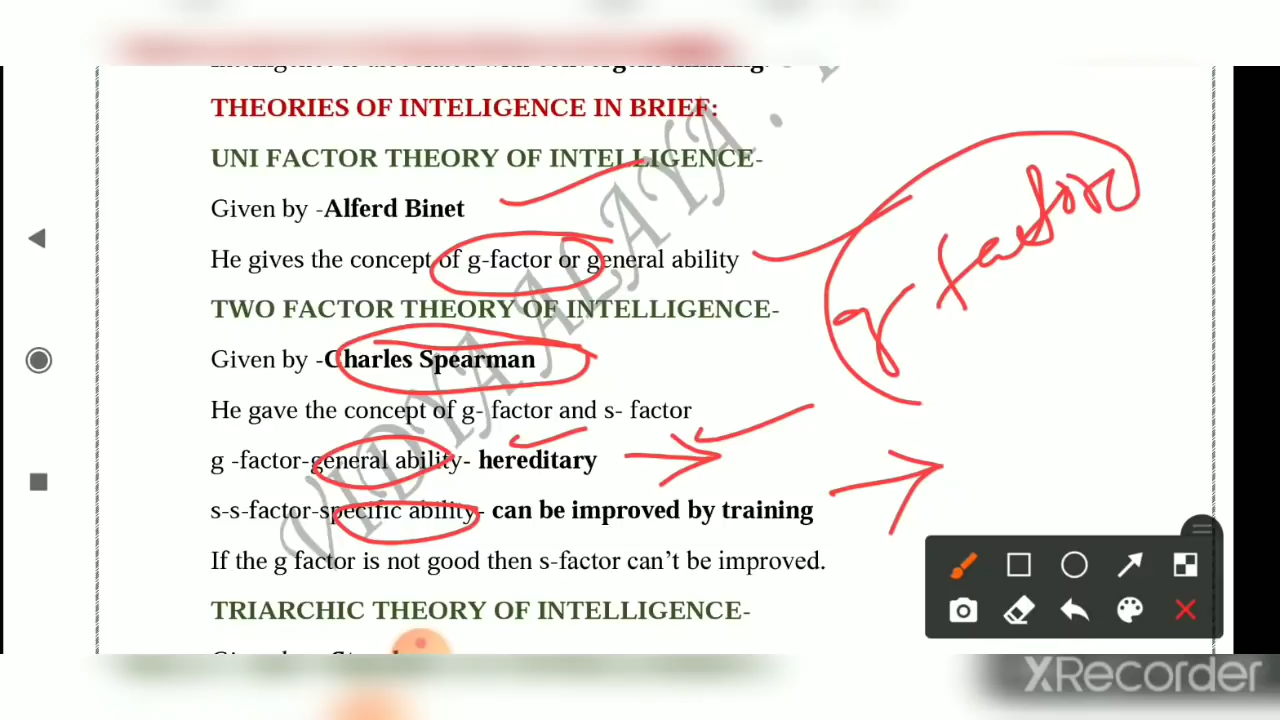 THEORIES OF INTELIGENCE IN BRIEF:
UNI FACTOR THEORY OF INTELLIGENCE-
Given by -Alferd Binet
He gives the concept of g-factor or general ability
g factor
TWO FACTOR THEORY OF INTELLIGENCE-
Given by -Charles Spearman
He gave the concept of g- factor and s- factor
g -factor-general ability- hereditary
s-s-factor-specific ability- can be improved by training
If the g factor is not good then s-factor can't be improved.
TRIARCHIC THEORY OF INTELLIGENCE-
VIDYA ALAYA .
XRecorder